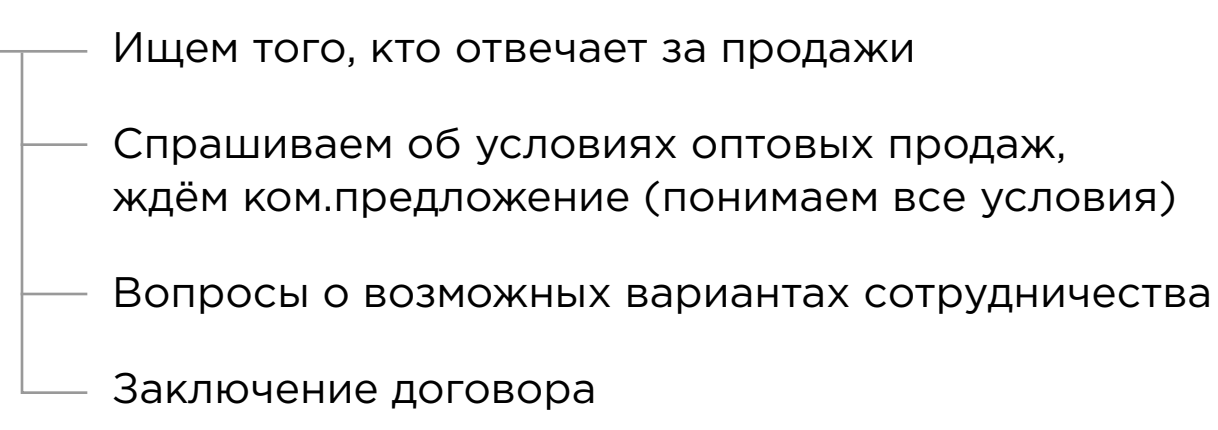 Ищем того, кто отвечает за продажи
Спрашиваем об условиях оптовых продаж,
ждём ком.предложение (понимаем все условия)
Вопросы о возможных вариантах сотрудничества
Заключение договора